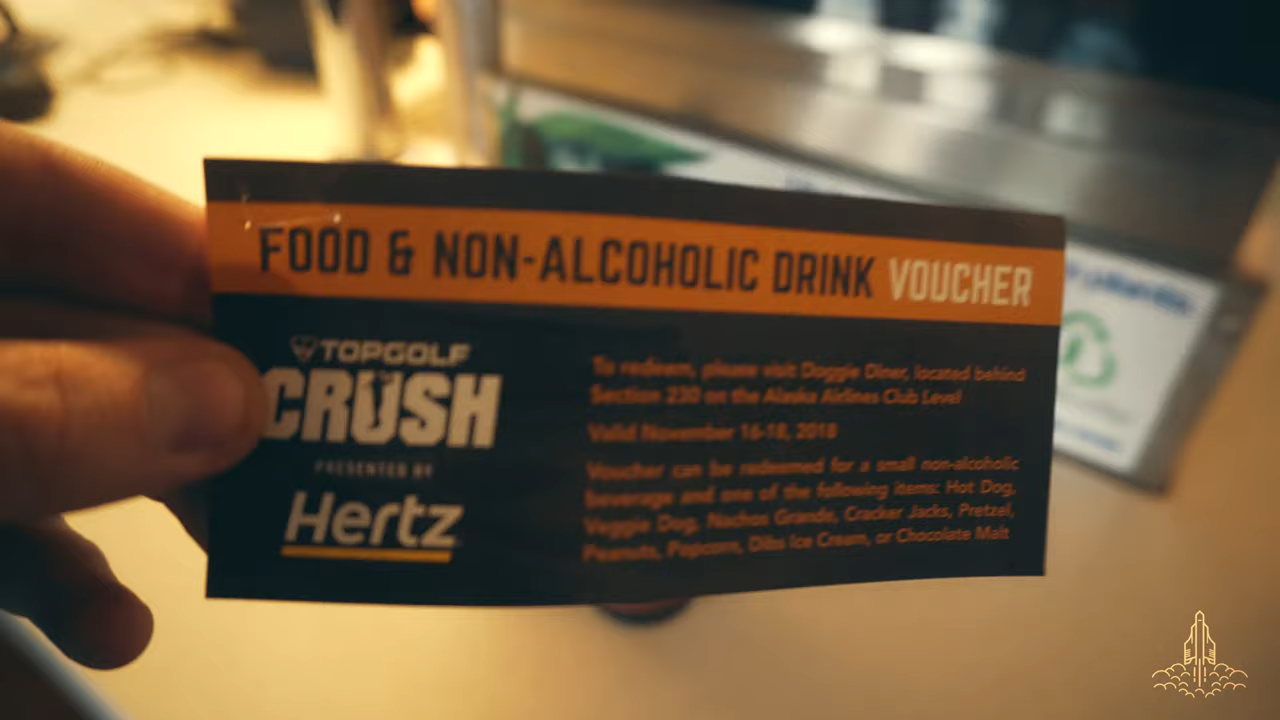 FOOD & NON-ALCOHOLIC DRINK VOUCHER
TOPGOLF
CRUSH
PRESENTED BY
Hertz
To redeem, please visit Doggie Diner, located behind
Section 230 on the Alaska Airlines Club Level
Valid November 16-18, 2018
Voucher can be redeemed for a small non-alcoholic
beverage and one of the following items: Hot Dog,
Veggie Dog, Nachos Grande, Cracker Jacks, Pretzel,
Peanuts, Popcorn, Dibs Ice Cream, or Chocolate Malt